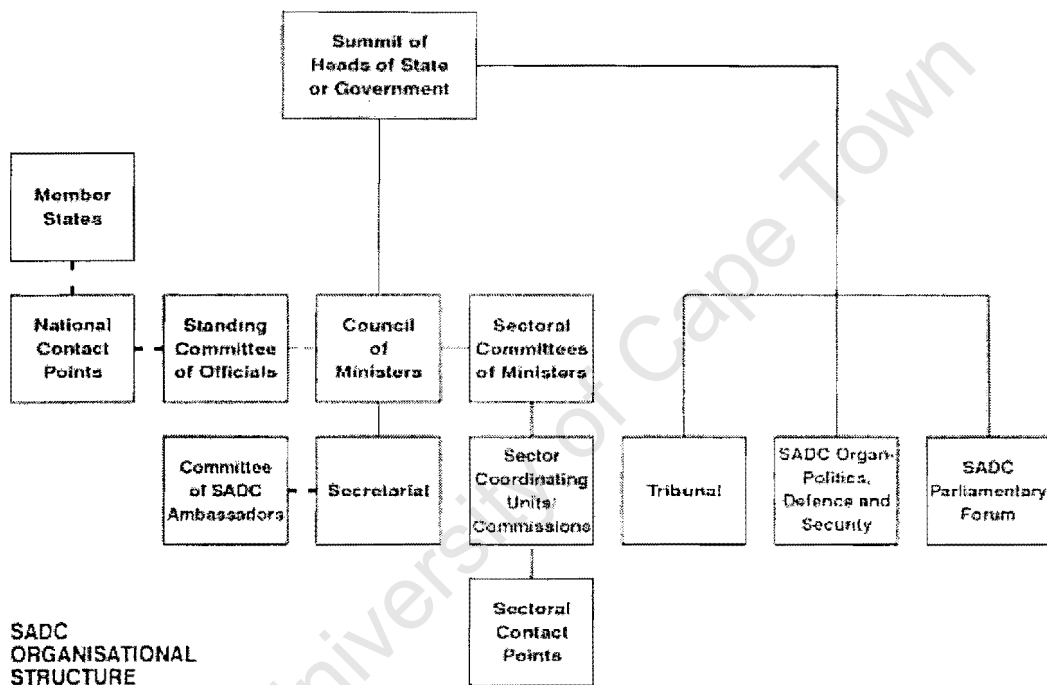 Summit of
Heads of State
or Government
Member
States
National
Contact
Points
Standing
Committee
of Officials
Council
of
Ministers
Sectoral
Committees
of Ministers
Committee
of SADC
Ambassadors
Secretariat
Sector
Coordinating
Units/
Commissions
Tribunal
SADC Organ-
Politics,
Defence and
Security
SADC
Parliamentary
Forum
Sectoral
Contact
Points
SADC
ORGANISATIONAL
STRUCTURE
University of Cape Town